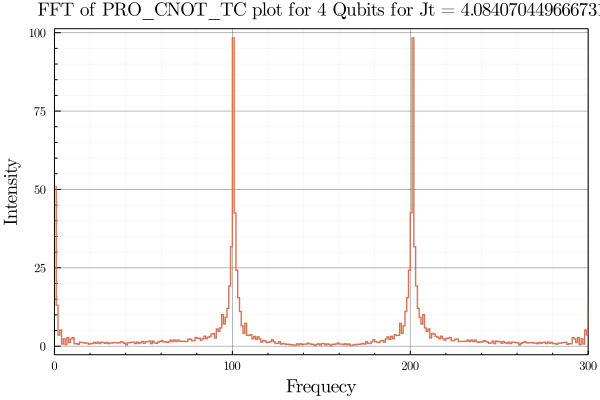 FFT of PRO_CNOT_TC plot for 4 Qubits for Jt = 4.084070449666731
Intensity
100
75
50
25
0
0 100 200 300
Frequecy